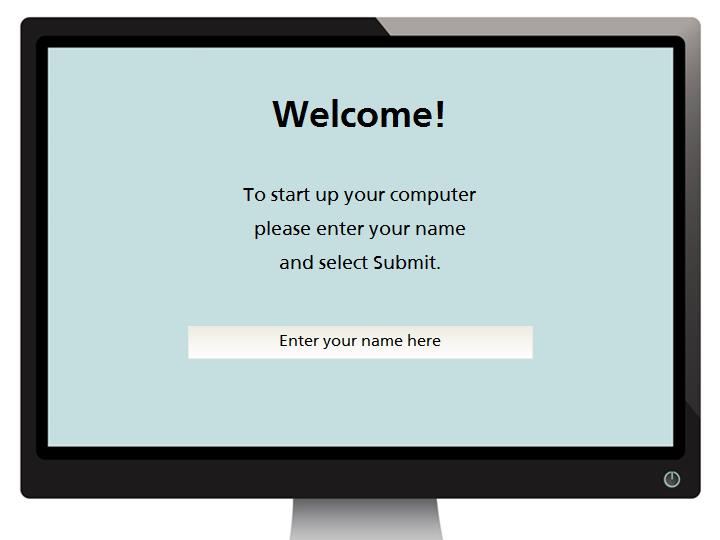 Welcome!
To start up your computer
please enter your name
and select Submit.
Enter your name here